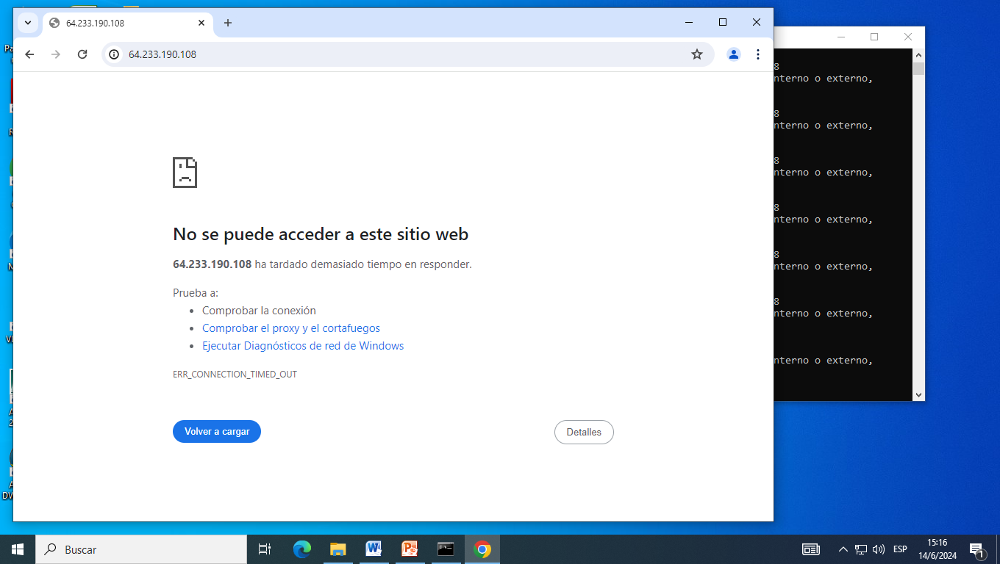 64.233.190.108
64.233.190.108
No se puede acceder a este sitio web
64.233.190.108 ha tardado demasiado tiempo en responder.
Prueba a:
Comprobar la conexión
Comprobar el proxy y el cortafuegos
Ejecutar Diagnósticos de red de Windows
ERR_CONNECTION_TIMED_OUT
Volver a cargar
Detalles
8
nterno o externo,
8
nterno o externo,
8
nterno o externo,
8
nterno o externo,
8
nterno o externo,
8
nterno o externo,
nterno o externo,
Buscar
ESP
15:16
14/6/2024
1